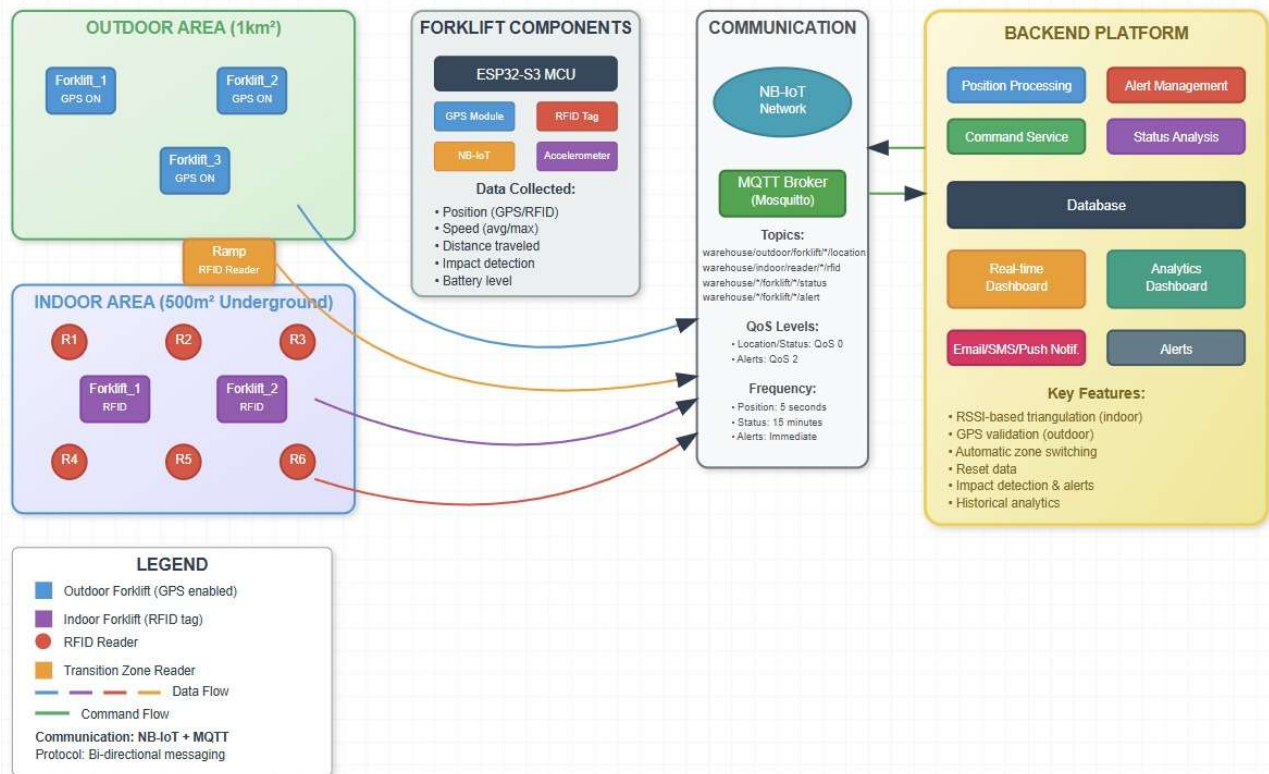 OUTDOOR AREA (1km²)
Forklift_1
GPS ON
Forklift_2
GPS ON
Forklift_3
GPS ON
Ramp
RFID Reader
INDOOR AREA (500m² Underground)
R1
R2
R3
Forklift_1
RFID
Forklift_2
RFID
R4
R5
R6
FORKLIFT COMPONENTS
ESP32-S3 MCU
GPS Module
RFID Tag
NB-IoT
Accelerometer
Data Collected:
• Position (GPS/RFID)
• Speed (avg/max)
• Distance traveled
• Impact detection
• Battery level
COMMUNICATION
NB-IoT
Network
MQTT Broker
(Mosquitto)
Topics:
warehouse/outdoor/forklift/*/location
warehouse/indoor/reader/*/rfid
warehouse/*/forklift/*/status
warehouse/*/forklift/*/alert
QoS Levels:
• Location/Status: QoS 0
• Alerts: QoS 2
Frequency:
• Position: 5 seconds
• Status: 15 minutes
• Alerts: Immediate
BACKEND PLATFORM
Position Processing
Alert Management
Command Service
Status Analysis
Database
Real-time
Dashboard
Analytics
Dashboard
Email/SMS/Push Notif.
Alerts
Key Features:
• RSSI-based triangulation (indoor)
• GPS validation (outdoor)
• Automatic zone switching
• Reset data
• Impact detection & alerts
• Historical analytics
LEGEND
Outdoor Forklift (GPS enabled)
Indoor Forklift (RFID tag)
RFID Reader
Transition Zone Reader
Data Flow
Command Flow
Communication: NB-IoT + MQTT
Protocol: Bi-directional messaging